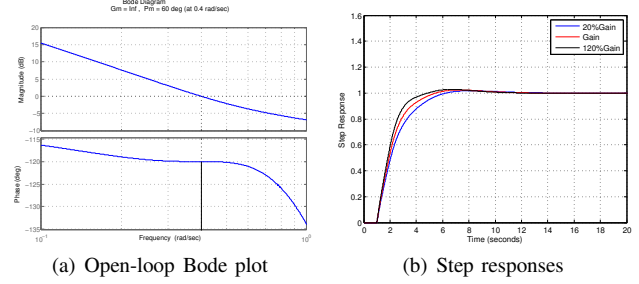 Bode Diagram
Gm = Inf , Pm = 60 deg (at 0.4 rad/sec)
20
15
10
5
0
-5
-10
Magnitude (dB)
-115
-120
-125
-130
-135
Phase (deg)
10^-1
10^0
Frequency (rad/sec)
(a) Open-loop Bode plot
1.6
1.4
1.2
1
0.8
0.6
0.4
0.2
0
Step Response
20%Gain
Gain
120%Gain
0 2 4 6 8 10 12 14 16 18 20
Time (seconds)
(b) Step responses